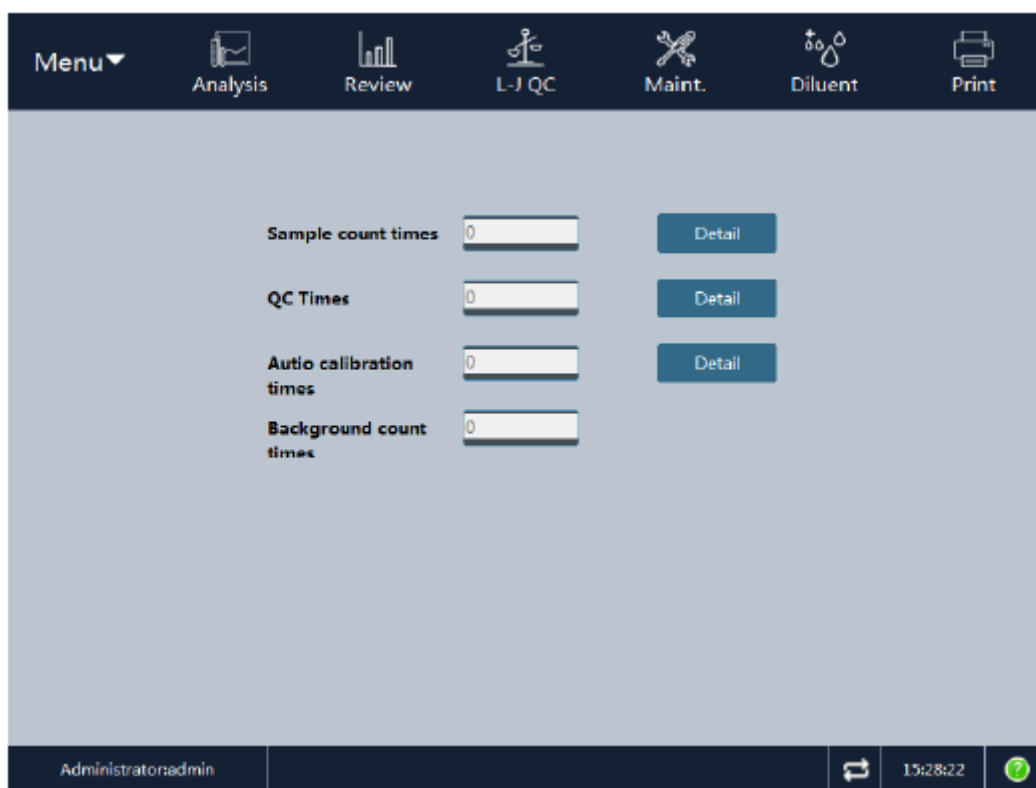 Menu
Analysis
Review
L-J QC
Maint.
Diluent
Print
Sample count times
0
Detail
QC Times
0
Detail
Autio calibration
times
0
Detail
Background count
times
0
Administrator:admin
15:28:22
?